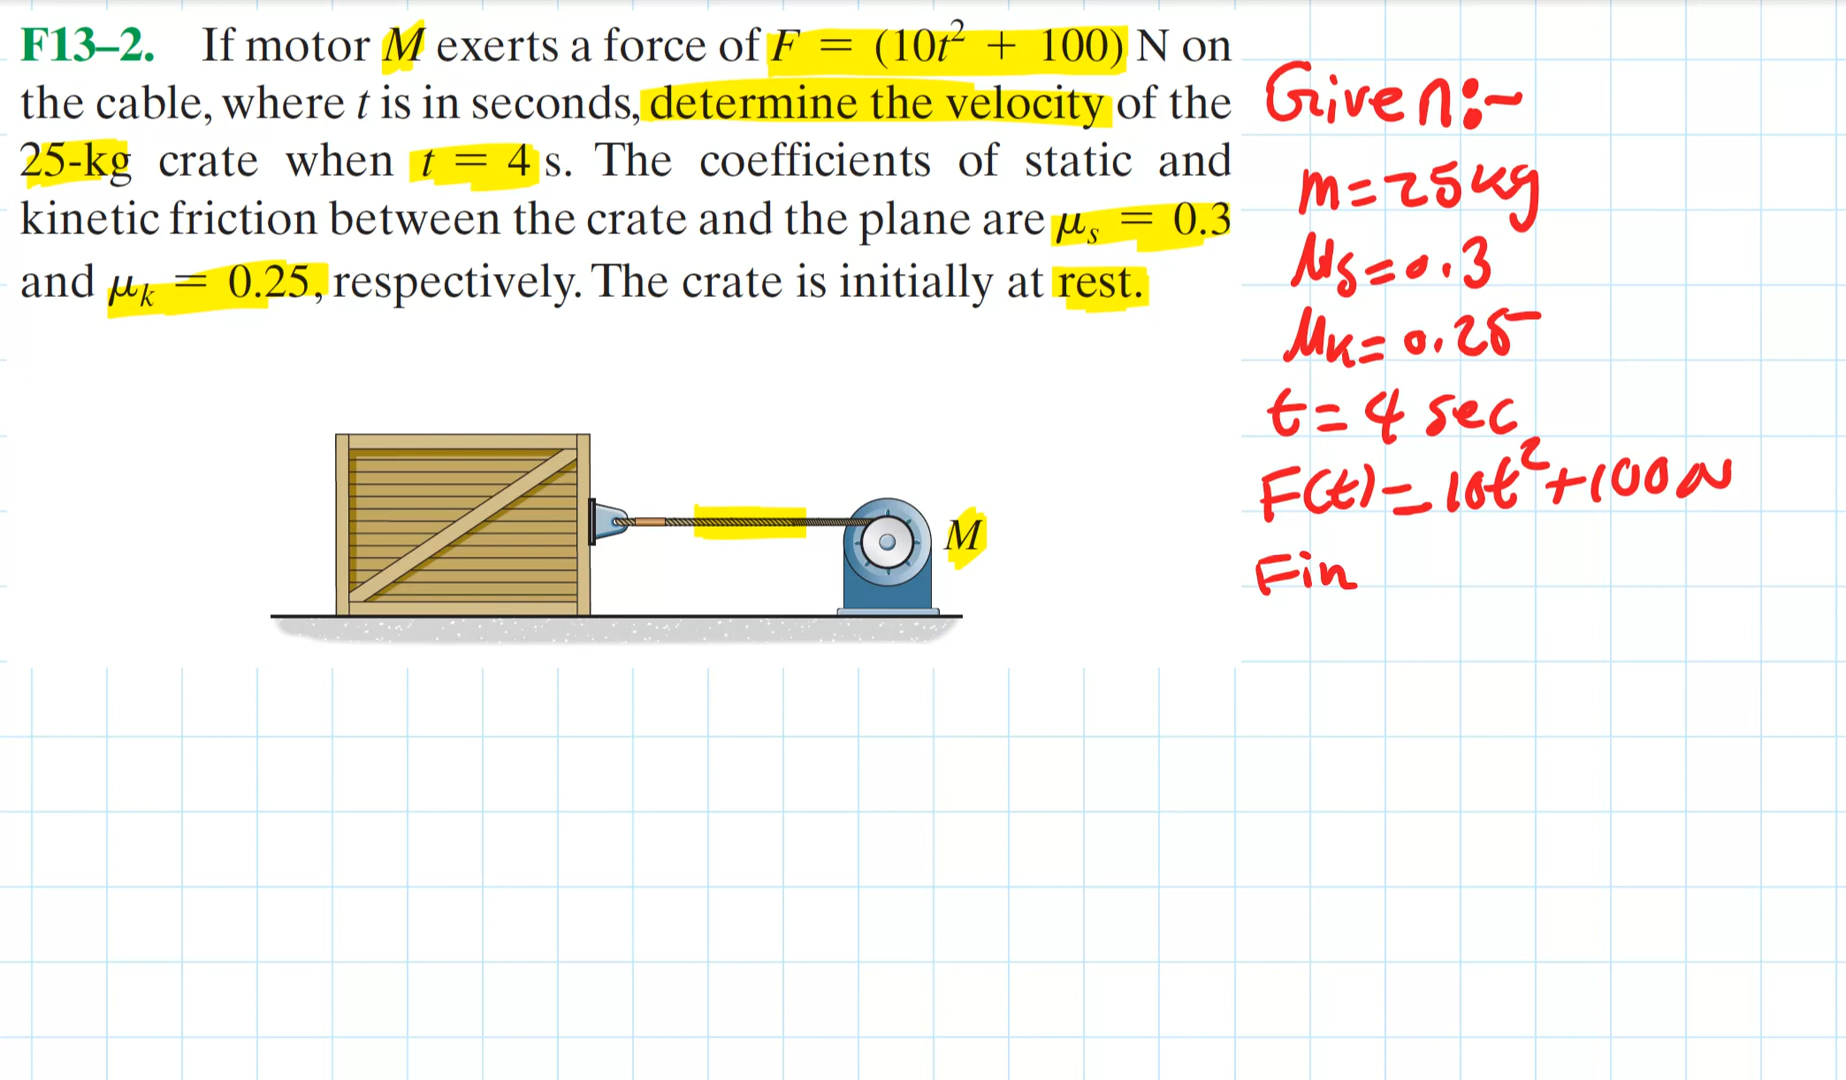 F13–2. If motor M exerts a force of F = (10t² + 100) N on
the cable, where t is in seconds, determine the velocity of the
25-kg crate when t = 4 s. The coefficients of static and
kinetic friction between the crate and the plane are μₛ = 0.3
and μₖ = 0.25, respectively. The crate is initially at rest.
M
Given:-
m=25kg
μs=0.3
μk=0.25
t=4 sec
F(t)=10t²+100N
Fin